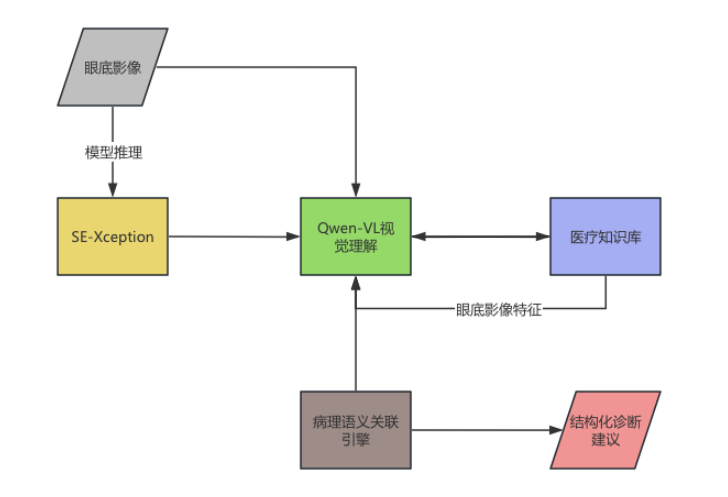 眼底影像
模型推理
SE-Xception
Qwen-VL视
觉理解
医疗知识库
眼底影像特征
病理语义关联
引擎
结构化诊断
建议